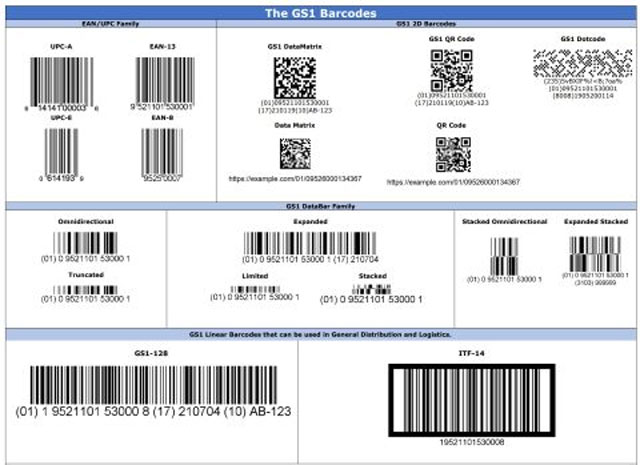 The GS1 Barcodes
EAN/UPC Family
GS1 2D Barcodes
UPC-A
EAN-13
GS1 DataMatrix
GS1 QR Code
GS1 Dotcode
6 14141 00003 6
9 521101 530001
(01)09521101530001
(17)210119(10)AB-123
(01)09521101530001
(17)210119(10)AB-123
(01)09521101530001
(8008)1905200114
UPC-E
EAN-8
Data Matrix
QR Code
0 614193 9
9525 0007
https://example.com/01/09526000134367
https://example.com/01/09526000134367
GS1 DataBar Family
Omnidirectional
Expanded
Stacked Omnidirectional
Expanded Stacked
(01) 0 9521101 53000 1
(01) 0 9521101 53000 1 (17) 210704
Truncated
Limited
Stacked
(01) 0 9521101 53000 1
(01) 0 9521101 53000 1
(01) 0 9521101 53000 1
(01) 0 9521101 53000 1
(01) 0 9521101 53000 1
(3103)
GS1 Linear Barcodes that can be used in General Distribution and Logistics.
GS1-128
ITF-14
(01) 1 9521101 53000 8 (17) 210704 (10) AB-123
19521101530008